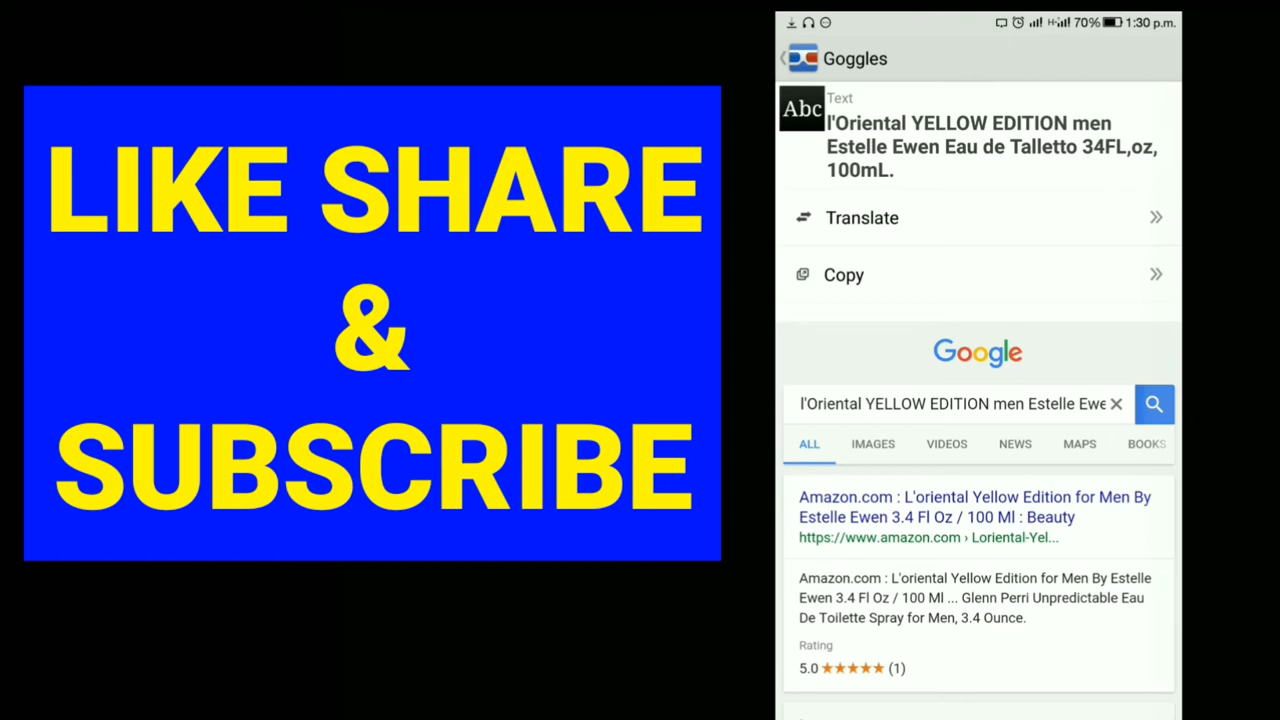 LIKE SHARE
&
SUBSCRIBE
70% 1:30 p.m.
Goggles
Abc
Text
l'Oriental YELLOW EDITION men
Estelle Ewen Eau de Talletto 34FL,oz,
100mL.
Translate
Copy
Google
l'Oriental YELLOW EDITION men Estelle Ewe
ALL IMAGES VIDEOS NEWS MAPS BOOKS
Amazon.com : L'oriental Yellow Edition for Men By
Estelle Ewen 3.4 Fl Oz / 100 Ml : Beauty
https://www.amazon.com › Loriental-Yel...
Amazon.com : L'oriental Yellow Edition for Men By Estelle
Ewen 3.4 Fl Oz / 100 Ml ... Glenn Perri Unpredictable Eau
De Toilette Spray for Men, 3.4 Ounce.
Rating
5.0 ★★★★★ (1)